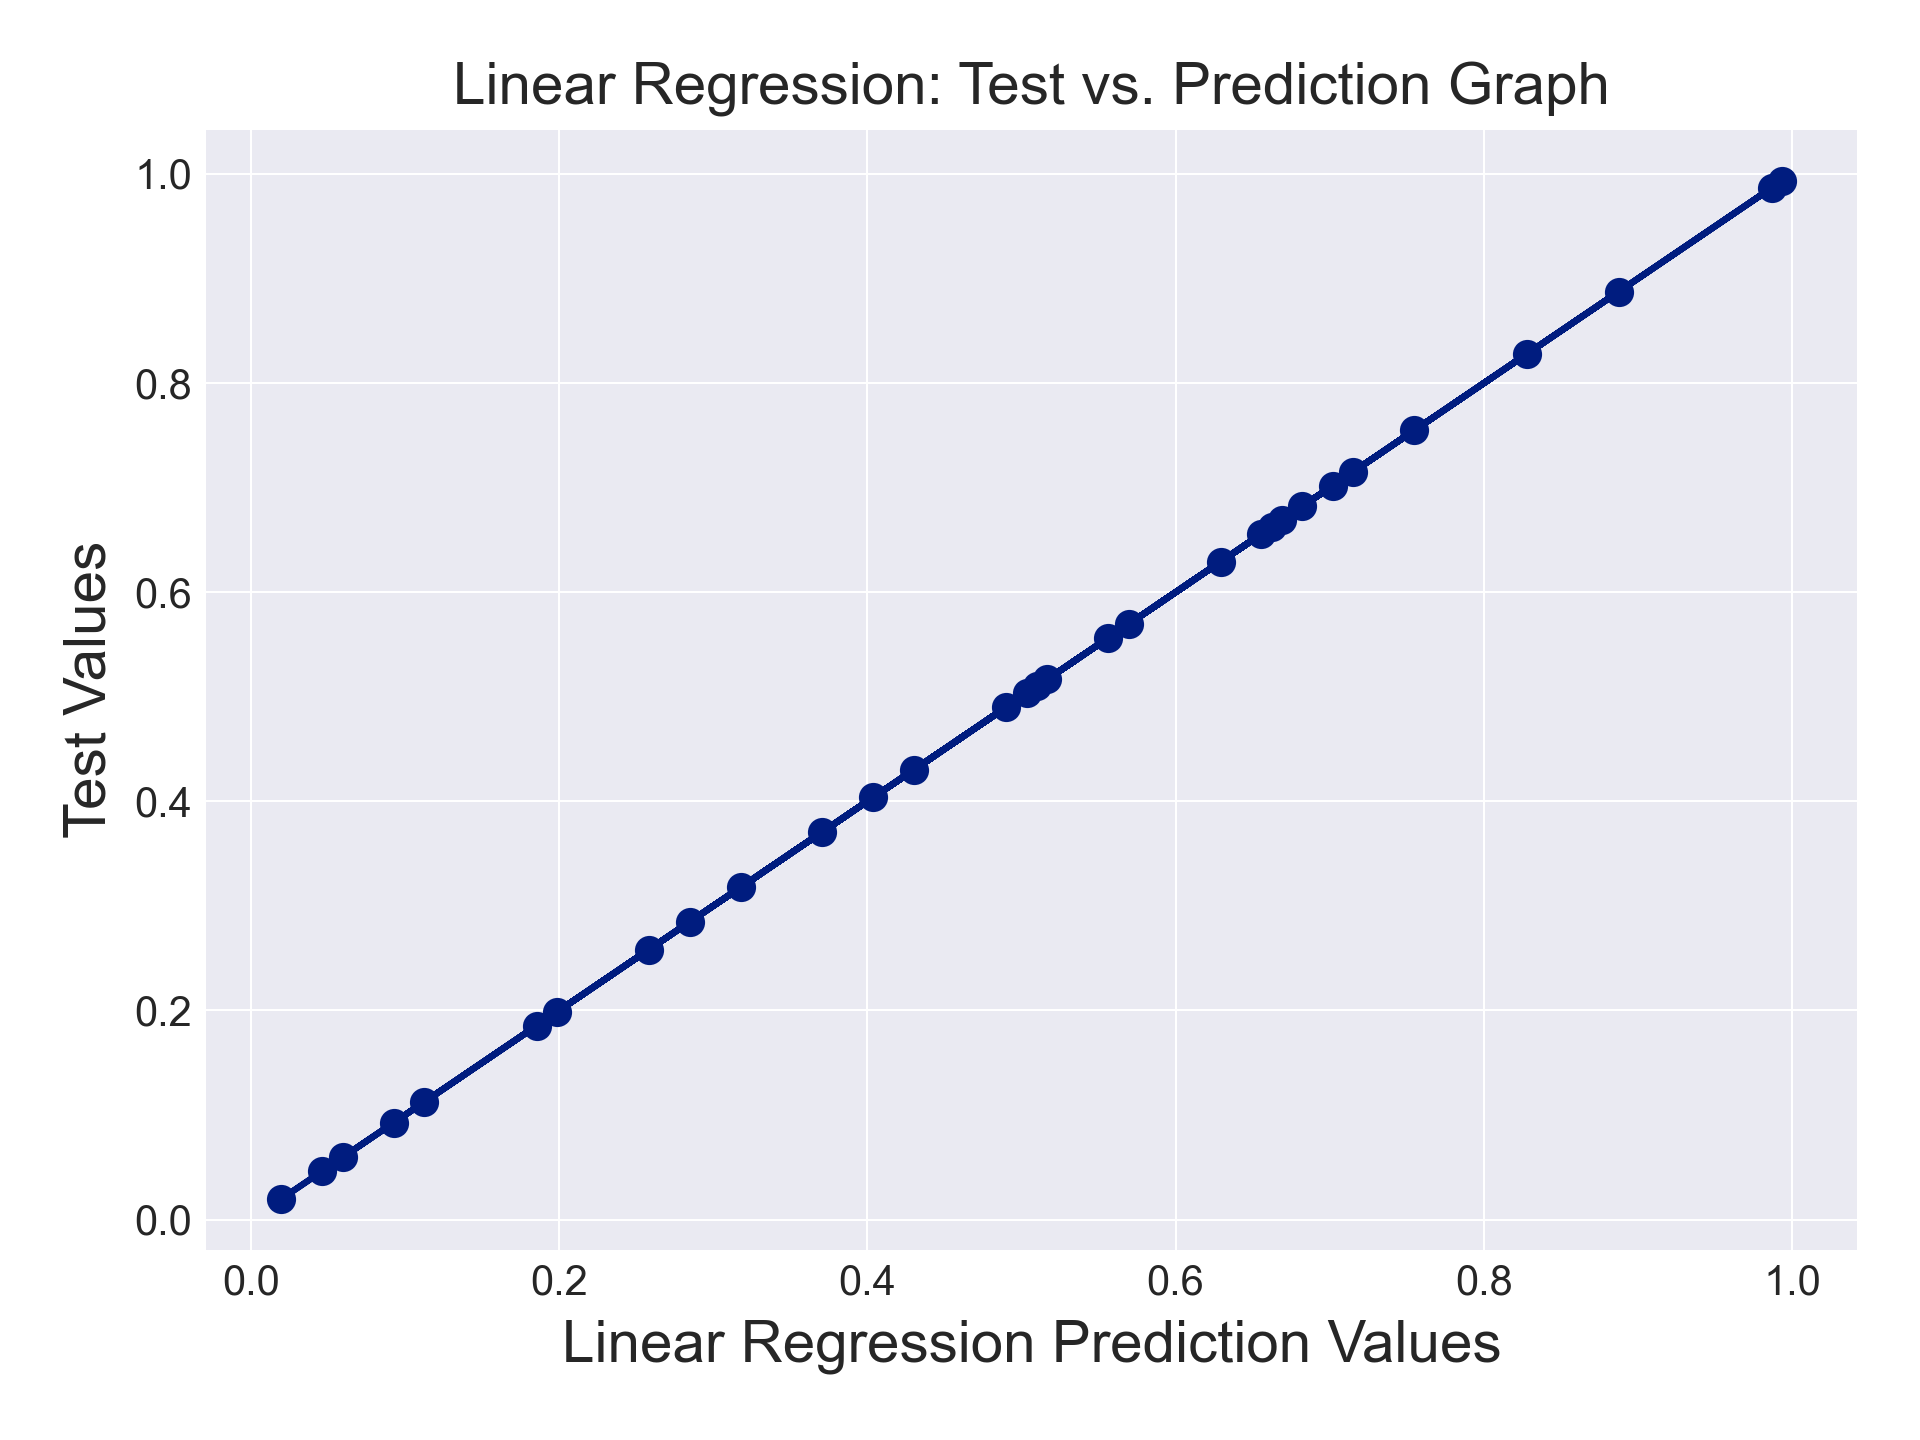 Linear Regression: Test vs. Prediction Graph
1.0
0.8
0.6
0.4
0.2
0.0
Test Values
0.0 0.2 0.4 0.6 0.8 1.0
Linear Regression Prediction Values